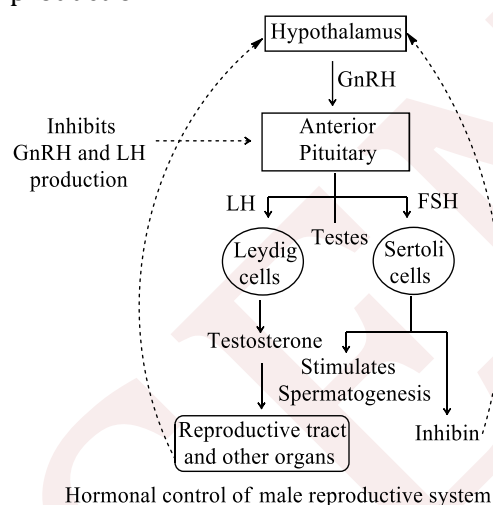 Hypothalamus
GnRH
Inhibits
GnRH and LH
production
Anterior
Pituitary
LH
FSH
Testes
Leydig
cells
Sertoli
cells
Testosterone
Stimulates
Spermatogenesis
Inhibin
Reproductive tract
and other organs
Hormonal control of male reproductive system